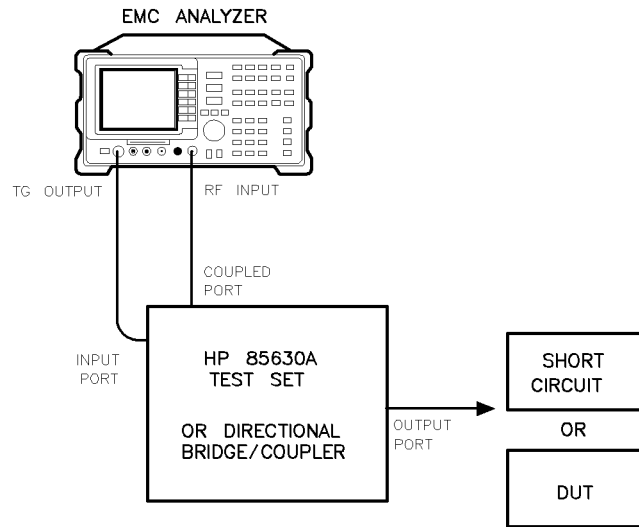 EMC ANALYZER
TG OUTPUT
RF INPUT
COUPLED
PORT
INPUT
PORT
HP 85630A
TEST SET
OR DIRECTIONAL
BRIDGE/COUPLER
OUTPUT
PORT
SHORT
CIRCUIT
OR
DUT